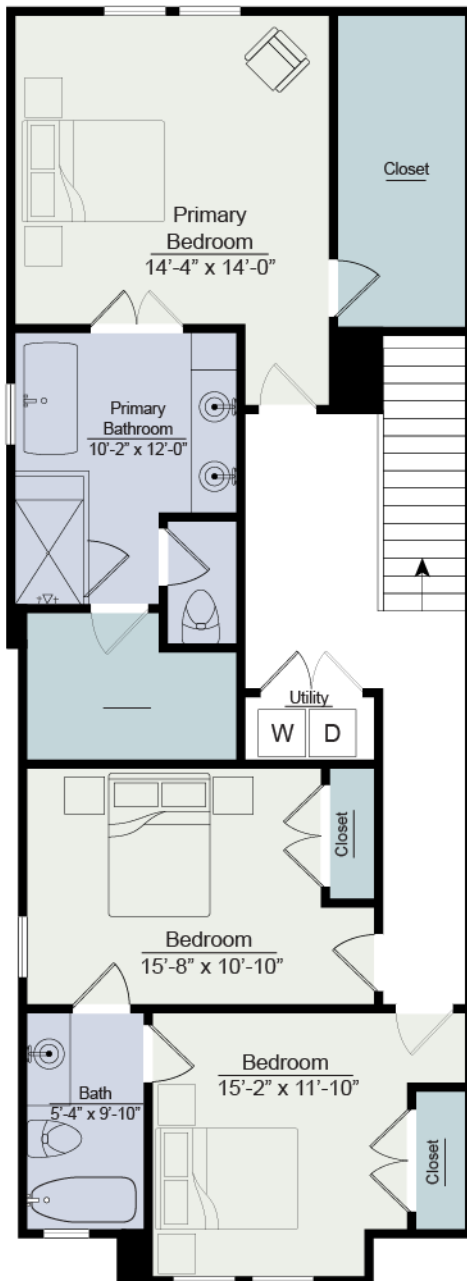 Closet
Primary
Bedroom
14’-4” x 14’-0”
Primary
Bathroom
10’-2” x 12’-0”
Utility
W D
Closet
Bedroom
15’-8” x 10’-10”
Bedroom
15’-2” x 11’-10”
Bath
5’-4” x 9’-10”
Closet